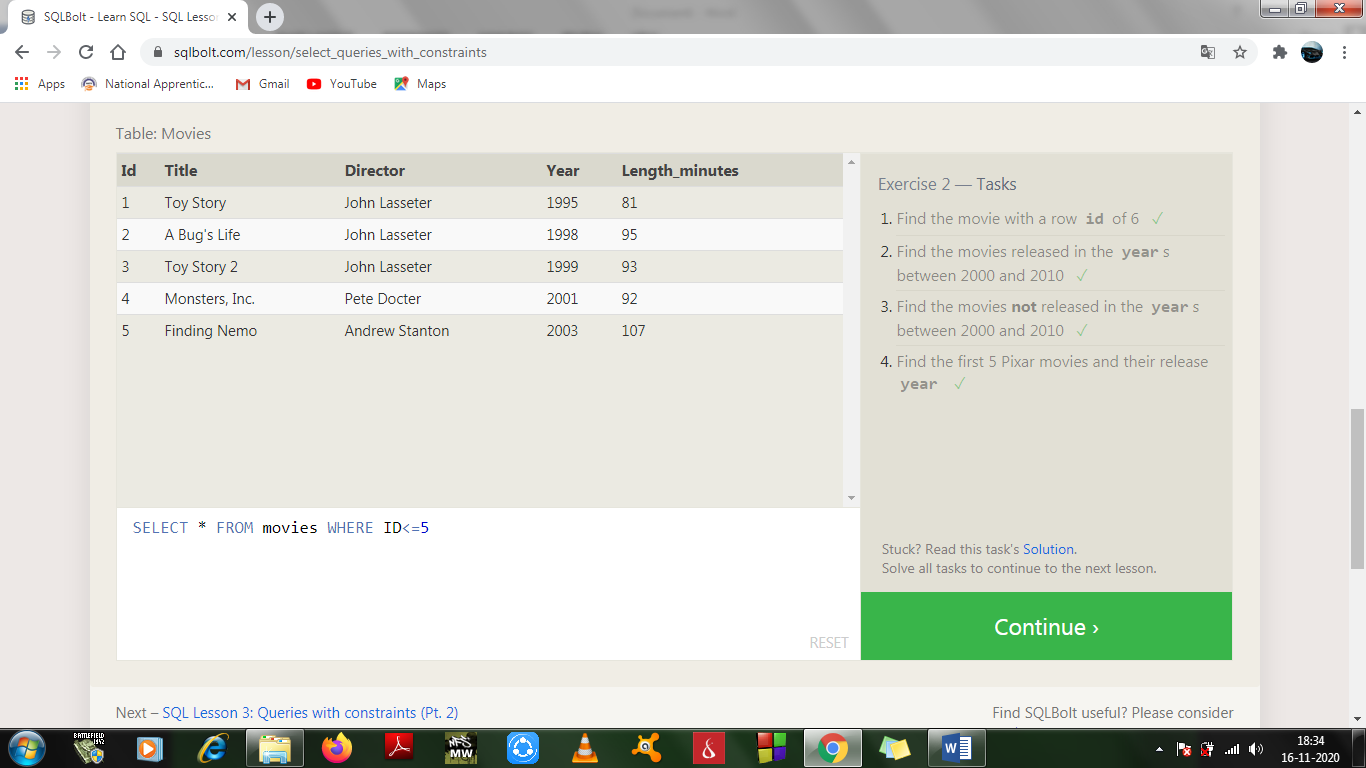 SQLBolt - Learn SQL - SQL Lesson
sqlbolt.com/lesson/select_queries_with_constraints
Apps National Apprentic... Gmail YouTube Maps
Table: Movies
Id Title Director Year Length_minutes
1 Toy Story John Lasseter 1995 81
2 A Bug's Life John Lasseter 1998 95
3 Toy Story 2 John Lasseter 1999 93
4 Monsters, Inc. Pete Docter 2001 92
5 Finding Nemo Andrew Stanton 2003 107
Exercise 2 — Tasks
1. Find the movie with a row id of 6 ✓
2. Find the movies released in the year s
between 2000 and 2010 ✓
3. Find the movies not released in the year s
between 2000 and 2010 ✓
4. Find the first 5 Pixar movies and their release
year ✓
SELECT * FROM movies WHERE ID<=5
RESET
Stuck? Read this task's Solution.
Solve all tasks to continue to the next lesson.
Continue ›
Next – SQL Lesson 3: Queries with constraints (Pt. 2)
Find SQLBolt useful? Please consider
BATTLEFIELD
1942
NFS
MW
18:34
16-11-2020